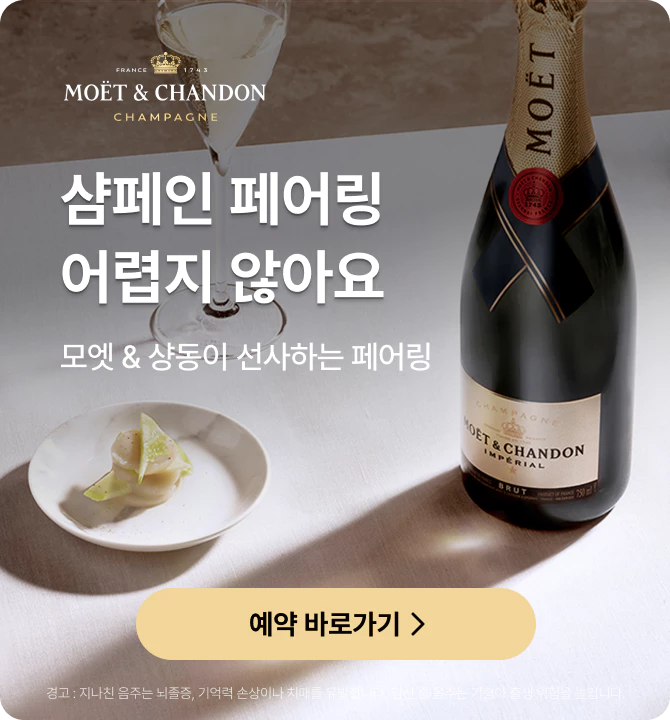 FRANCE 1743
MOËT & CHANDON
CHAMPAGNE
샴페인 페어링
어렵지 않아요
모엣 & 샹동이 선사하는 페어링
MOËT
CHAMPAGNE
MOËT & CHANDON
IMPÉRIAL
BRUT
750 ml
예약 바로가기
경고 : 지나친 음주는 뇌졸중, 기억력 손상이나 치매를